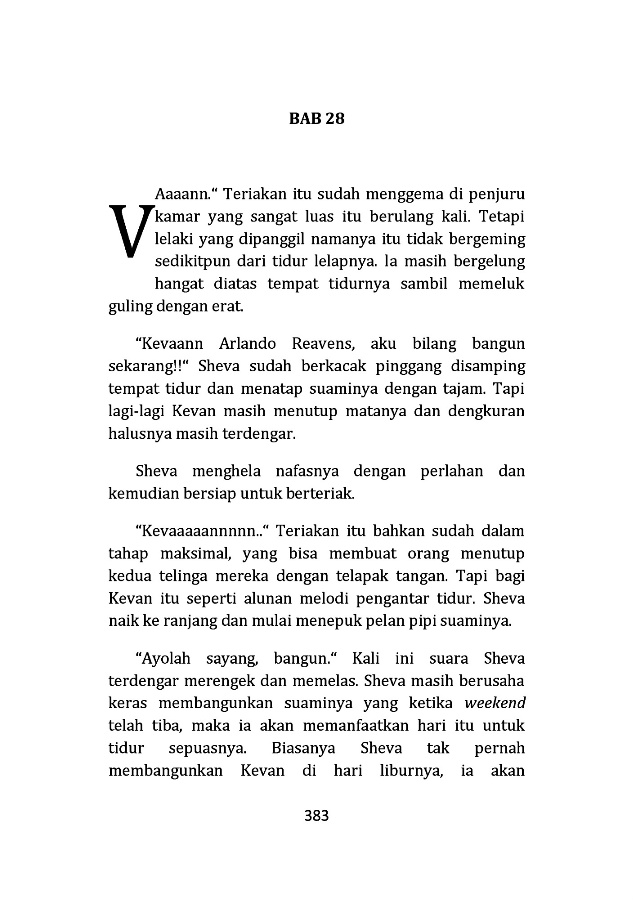 BAB 28
V
Aaaann.“ Teriakan itu sudah menggema di penjuru
kamar yang sangat luas itu berulang kali. Tetapi
lelaki yang dipanggil namanya itu tidak bergeming
sedikitpun dari tidur lelapnya. Ia masih bergelung
hangat diatas tempat tidurnya sambil memeluk
guling dengan erat.
“Kevaann Arlando Reavens, aku bilang bangun
sekarang!!“ Sheva sudah berkacak pinggang disamping
tempat tidur dan menatap suaminya dengan tajam. Tapi
lagi-lagi Kevan masih menutup matanya dan dengkuran
halusnya masih terdengar.
Sheva menghela nafasnya dengan perlahan dan
kemudian bersiap untuk berteriak.
“Kevaaaaannnnn..“ Teriakan itu bahkan sudah dalam
tahap maksimal, yang bisa membuat orang menutup
kedua telinga mereka dengan telapak tangan. Tapi bagi
Kevan itu seperti alunan melodi pengantar tidur. Sheva
naik ke ranjang dan mulai menepuk pelan pipi suaminya.
“Ayolah sayang, bangun.“ Kali ini suara Sheva
terdengar merengek dan memelas. Sheva masih berusaha
keras membangunkan suaminya yang ketika weekend
telah tiba, maka ia akan memanfaatkan hari itu untuk
tidur sepuasnya. Biasanya Sheva tak pernah
membangunkan Kevan di hari liburnya, ia akan
383